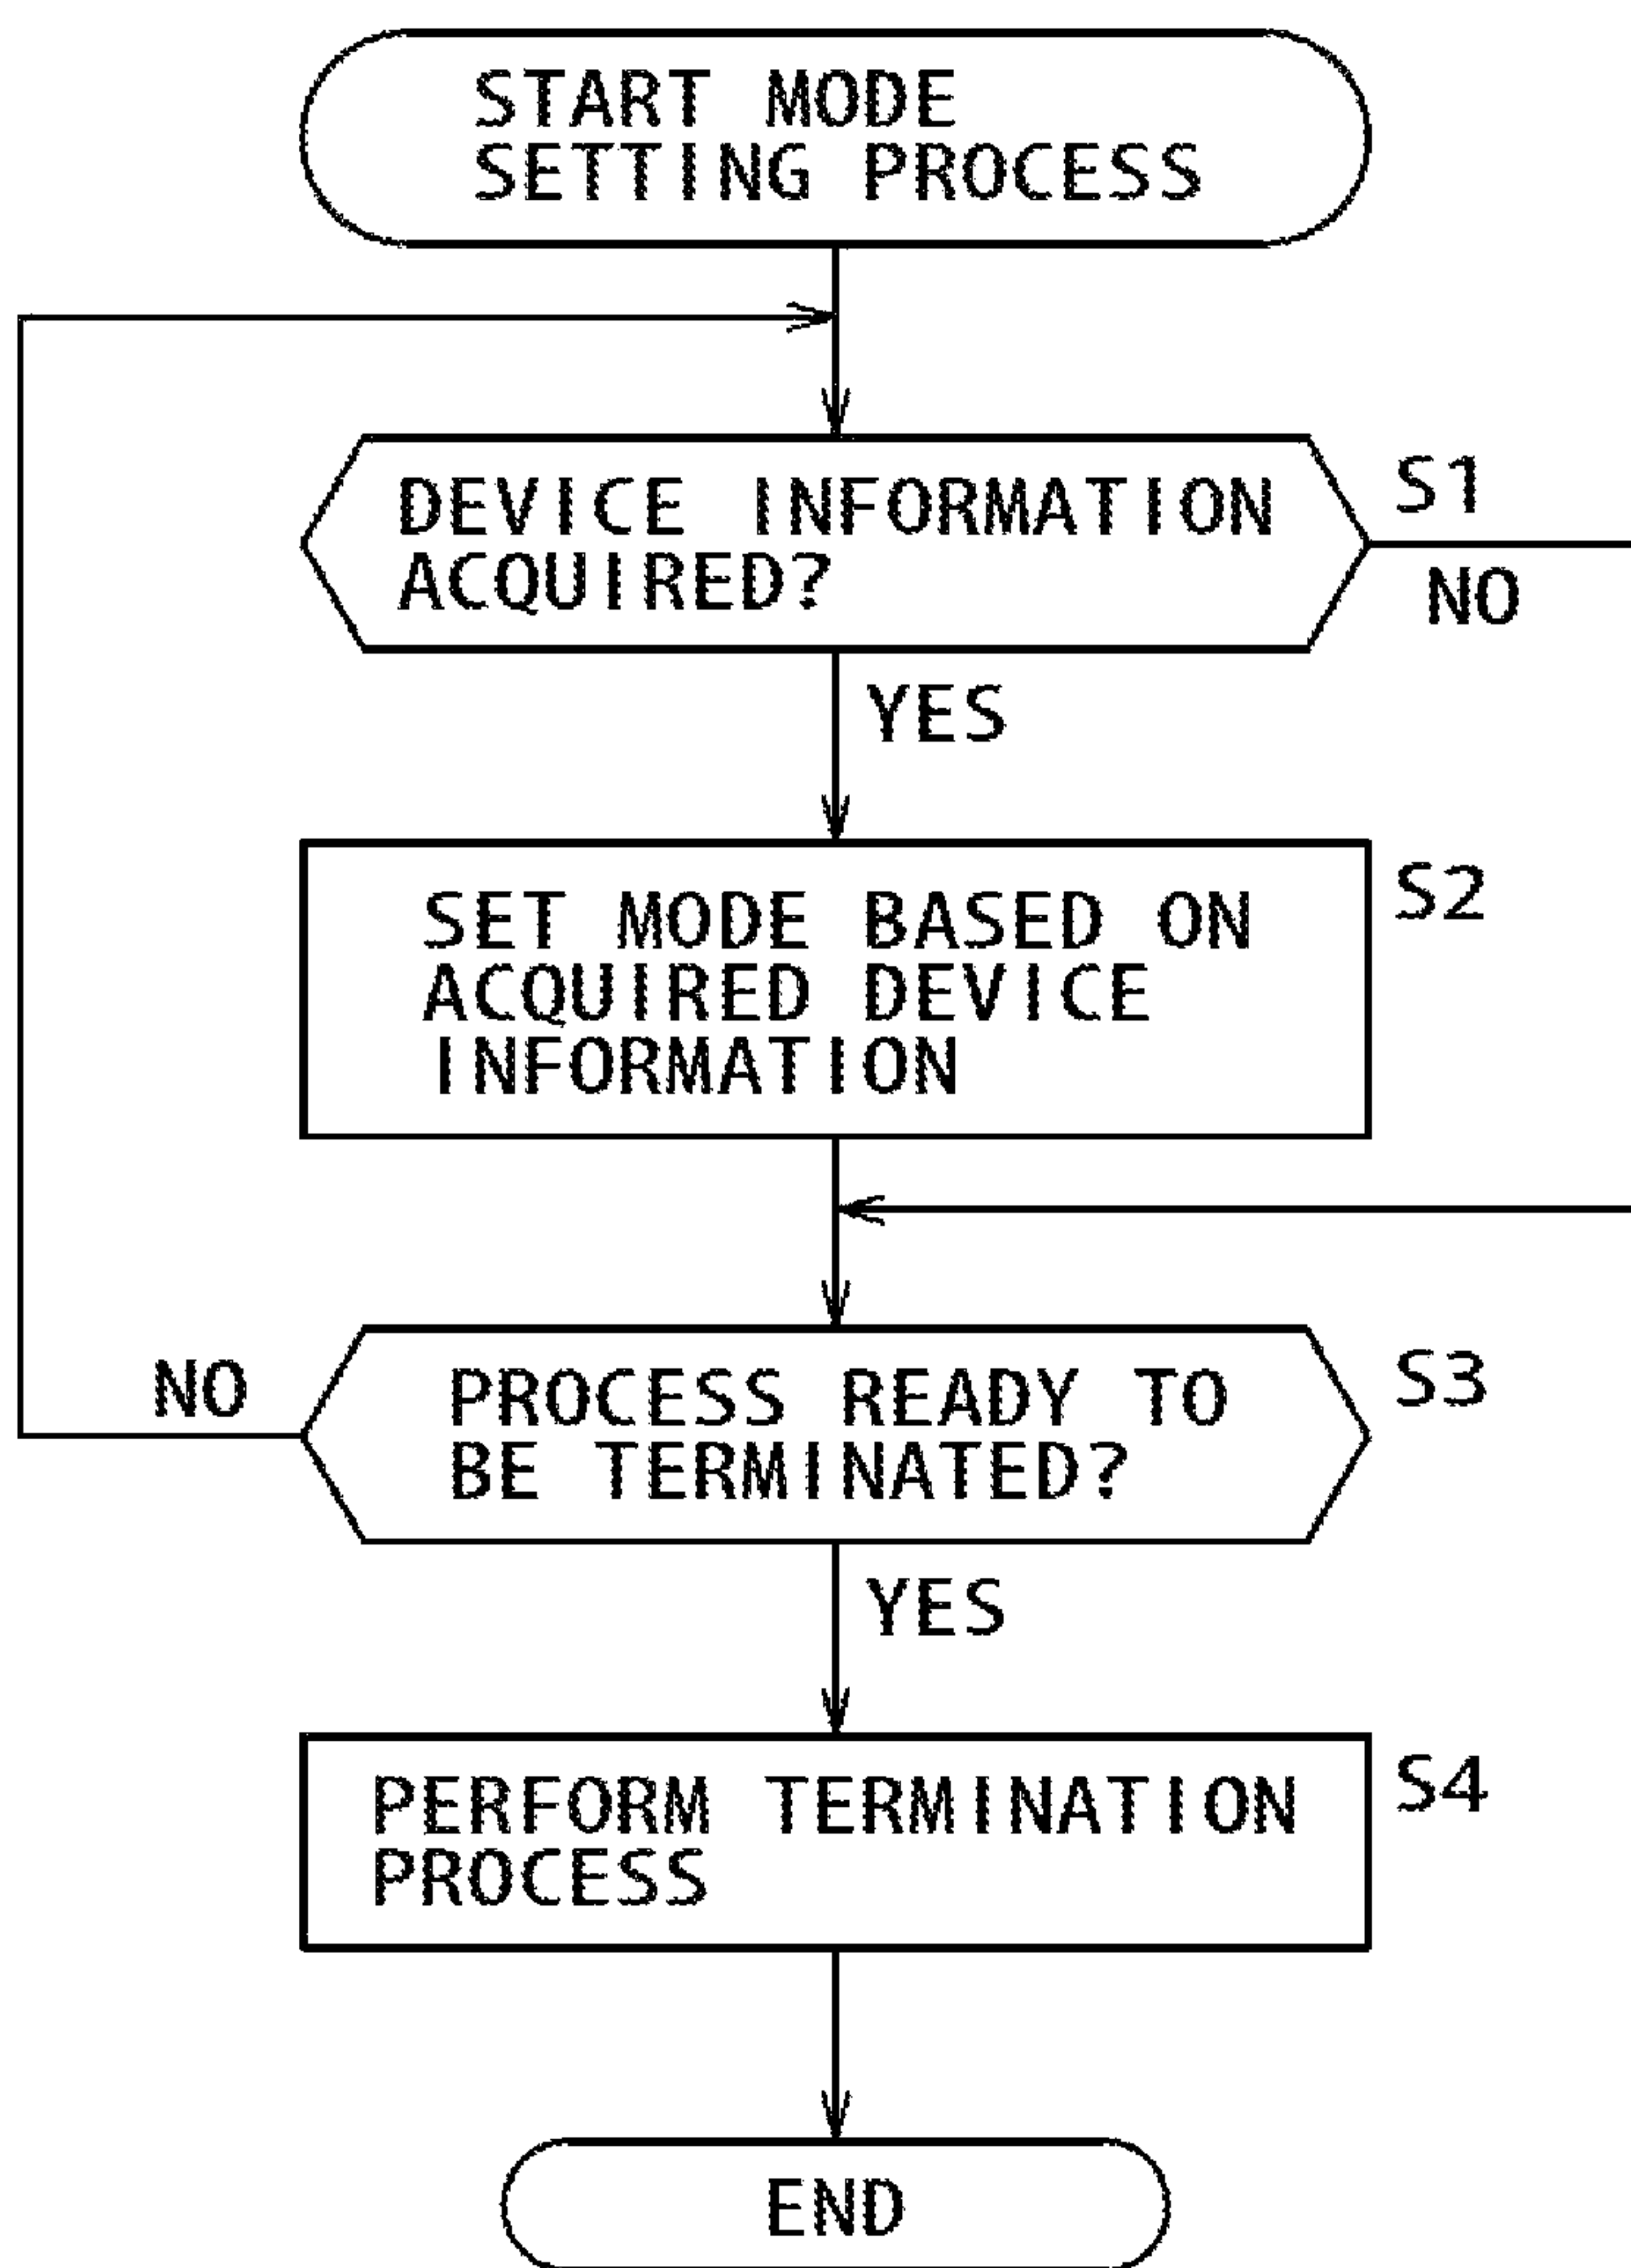 START MODE
SETTING PROCESS
DEVICE INFORMATION
ACQUIRED?
S1
NO
YES
SET MODE BASED ON
ACQUIRED DEVICE
INFORMATION
S2
NO
PROCESS READY TO
BE TERMINATED?
S3
YES
PERFORM TERMINATION
PROCESS
S4
END